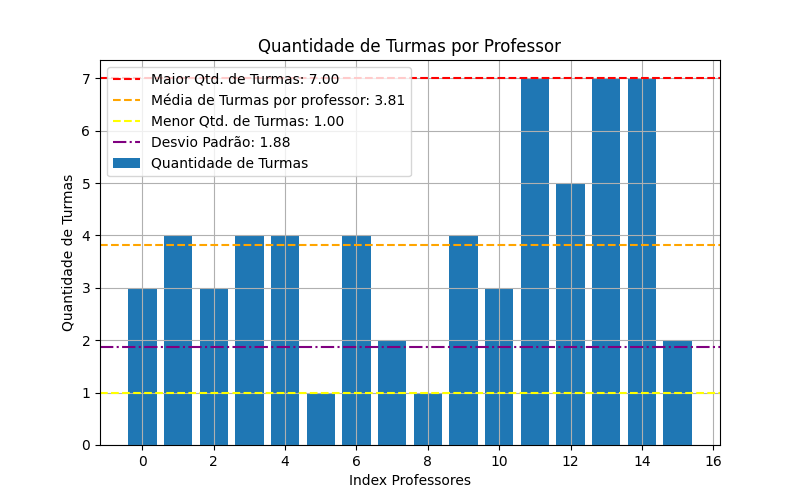 Quantidade de Turmas por Professor
Maior Qtd. de Turmas: 7.00
Média de Turmas por professor: 3.81
Menor Qtd. de Turmas: 1.00
Desvio Padrão: 1.88
Quantidade de Turmas
Quantidade de Turmas
7
6
5
4
3
2
1
0
0 2 4 6 8 10 12 14 16
Index Professores